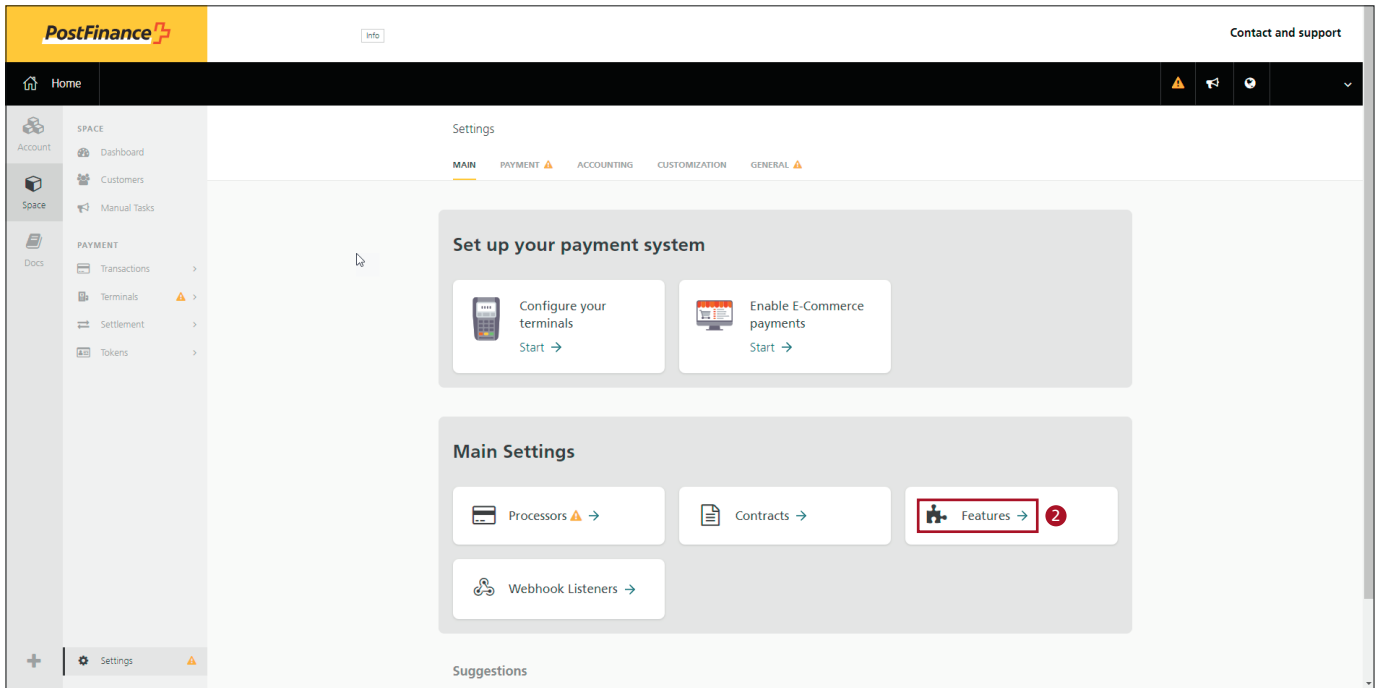 PostFinance
Info
Contact and support
Home
Account
Space
Docs
SPACE
Dashboard
Customers
Manual Tasks
PAYMENT
Transactions
Terminals
Settlement
Tokens
Settings
Settings
MAIN PAYMENT ACCOUNTING CUSTOMIZATION GENERAL
Set up your payment system
Configure your
terminals
Start →
Enable E-Commerce
payments
Start →
Main Settings
Processors →
Contracts →
Features →
2
Webhook Listeners →
Suggestions